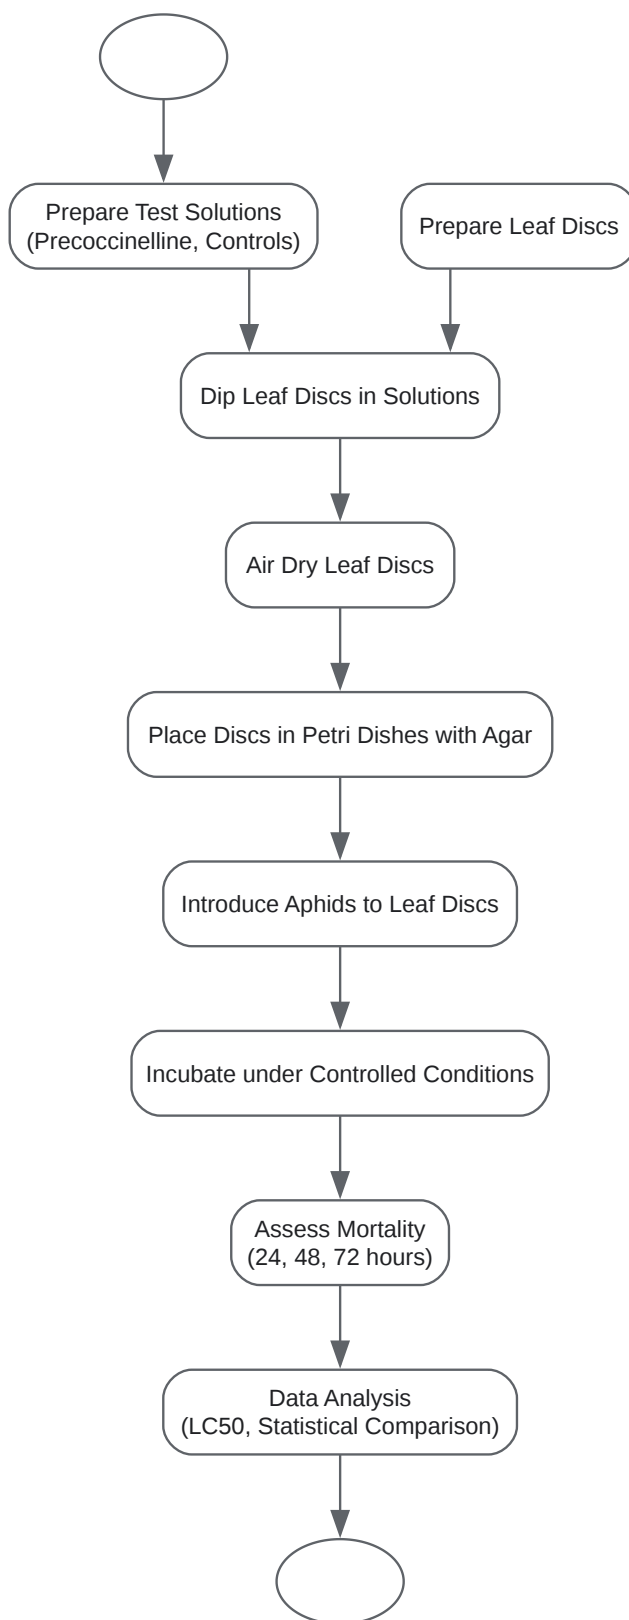 Prepare Test Solutions
(Precoccinelline, Controls)
Prepare Leaf Discs
Dip Leaf Discs in Solutions
Air Dry Leaf Discs
Place Discs in Petri Dishes with Agar
Introduce Aphids to Leaf Discs
Incubate under Controlled Conditions
Assess Mortality
(24, 48, 72 hours)
Data Analysis
(LC50, Statistical Comparison)